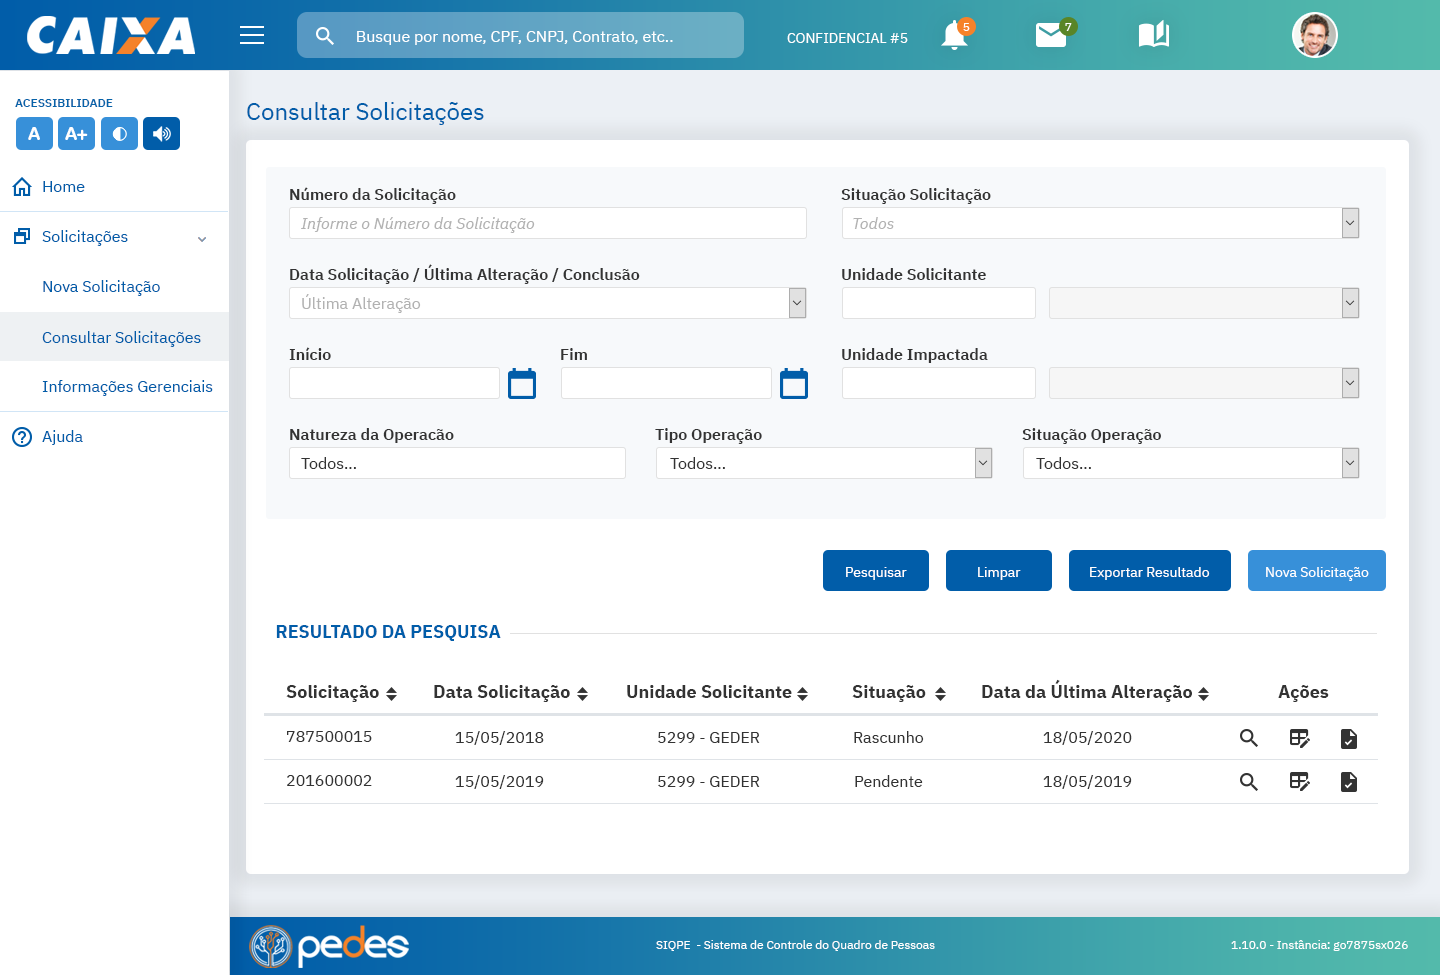 CAIXA
Busque por nome, CPF, CNPJ, Contrato, etc..
CONFIDENCIAL #5
5
7
ACESSIBILIDADE
A A+
Home
Solicitações
Nova Solicitação
Consultar Solicitações
Informações Gerenciais
Ajuda
Consultar Solicitações
Número da Solicitação
Informe o Número da Solicitação
Situação Solicitação
Todos
Data Solicitação / Última Alteração / Conclusão
Última Alteração
Unidade Solicitante
Início
Fim
Unidade Impactada
Natureza da Operacão
Todos...
Tipo Operação
Todos...
Situação Operação
Todos...
Pesquisar
Limpar
Exportar Resultado
Nova Solicitação
RESULTADO DA PESQUISA
Solicitação Data Solicitação Unidade Solicitante Situação Data da Última Alteração Ações
787500015 15/05/2018 5299 - GEDER Rascunho 18/05/2020
201600002 15/05/2019 5299 - GEDER Pendente 18/05/2019
pedes
SIQPE - Sistema de Controle do Quadro de Pessoas
1.10.0 - Instância: go7875sx026